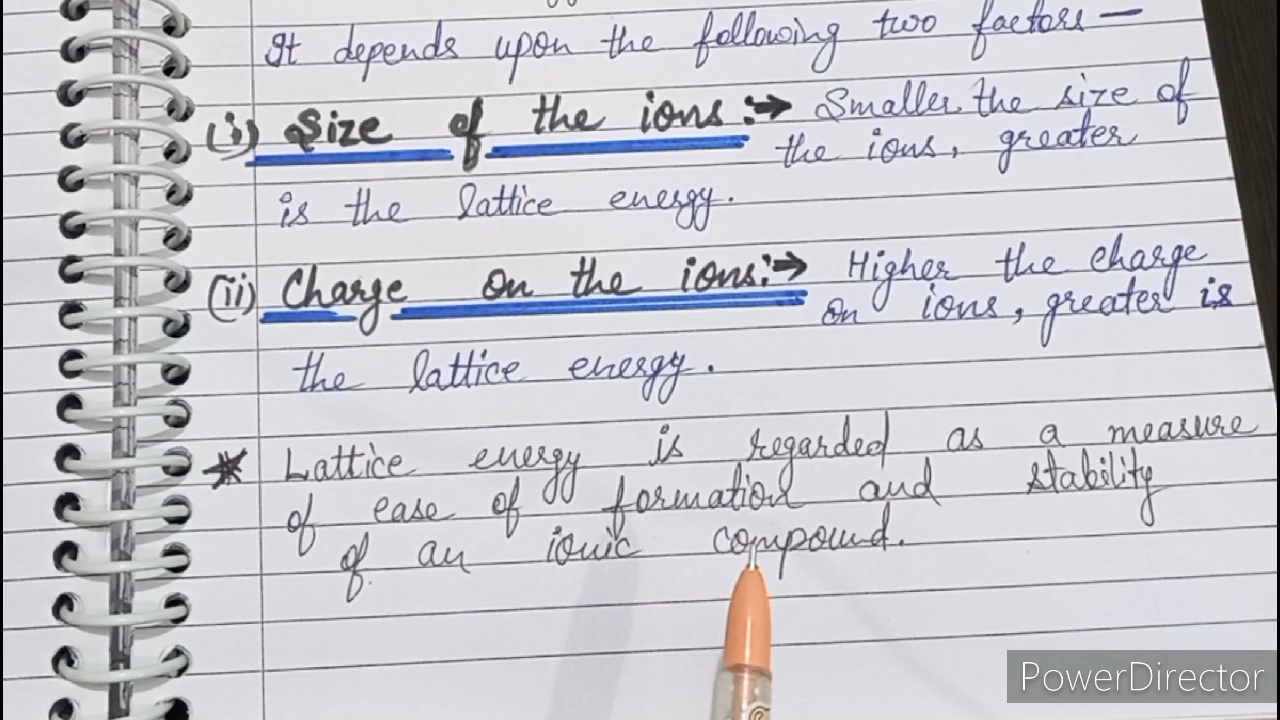 It depends upon the following two factors —
(i) Size of the ions :→ Smaller the size of
the ions, greater
is the lattice energy.
(ii) Charge on the ions :→ Higher the charge
on ions, greater is
the lattice energy.
* Lattice energy is regarded as a measure
of ease of formation and stability
of an ionic compound.
PowerDirector